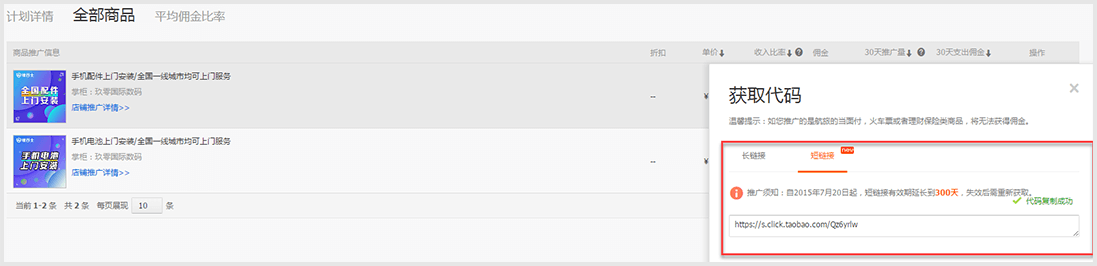 计划详情 全部商品 平均佣金比率
商品推广信息 折扣 单价 收入比率 佣金 30天推广量 30天支出佣金 操作
全国配件
上门安装
手机配件上门安装/全国一线城市均可上门服务
掌柜：玖零国际数码
店铺推广详情>>
-- ¥
手机电池
上门安装
手机电池上门安装/全国一线城市均可上门服务
掌柜：玖零国际数码
店铺推广详情>>
-- ¥
当前 1-2 条 共 2 条 每页展现 10 条
获取代码
温馨提示：如您推广的是航旅的当面付，火车票或者理财保险类商品，将无法获得佣金。
长链接 短链接 new
推广须知：自2015年7月20日起，短链接有效期延长到300天，失效后需重新获取。
代码复制成功
https://s.click.taobao.com/Qz6yrlw